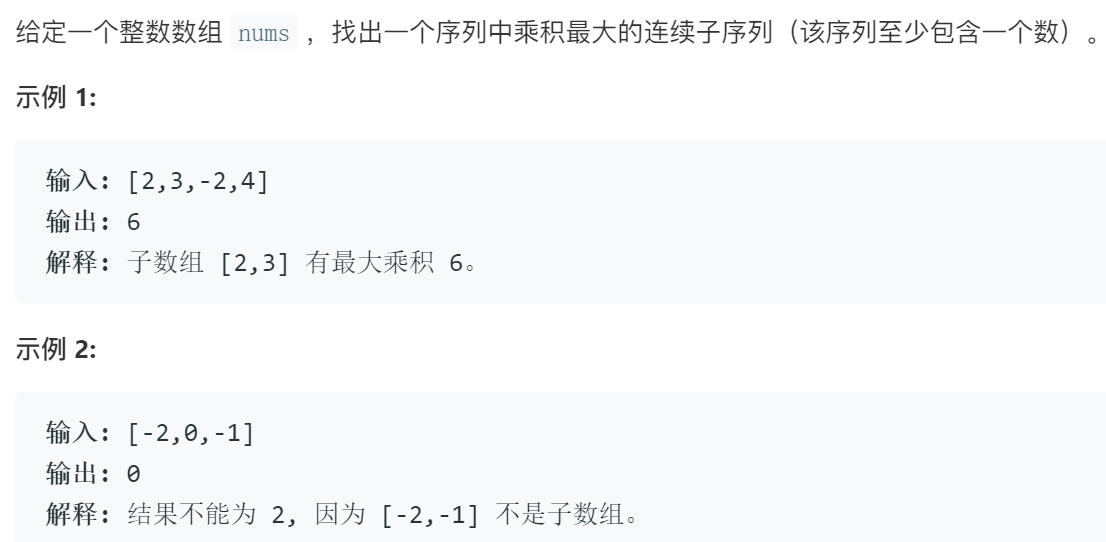 给定一个整数数组 nums ，找出一个序列中乘积最大的连续子序列（该序列至少包含一个数）。
示例 1:
输入: [2,3,-2,4]
输出: 6
解释: 子数组 [2,3] 有最大乘积 6。
示例 2:
输入: [-2,0,-1]
输出: 0
解释: 结果不能为 2, 因为 [-2,-1] 不是子数组。